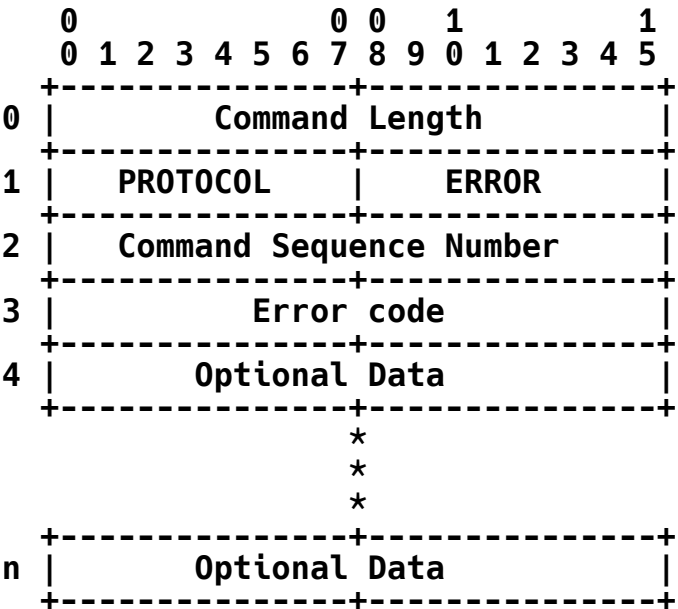 0             0 0   1         1
      0 1 2 3 4 5 6 7 8 9 0 1 2 3 4 5
     +---------------+---------------+
0    |        Command Length         |
     +---------------+---------------+
1    |   PROTOCOL    |    ERROR      |
     +---------------+---------------+
2    |   Command Sequence Number     |
     +---------------+---------------+
3    |          Error code           |
     +---------------+---------------+
4    |       Optional Data           |
     +---------------+---------------+
                     *
                     *
                     *
     +---------------+---------------+
n    |       Optional Data           |
     +---------------+---------------+